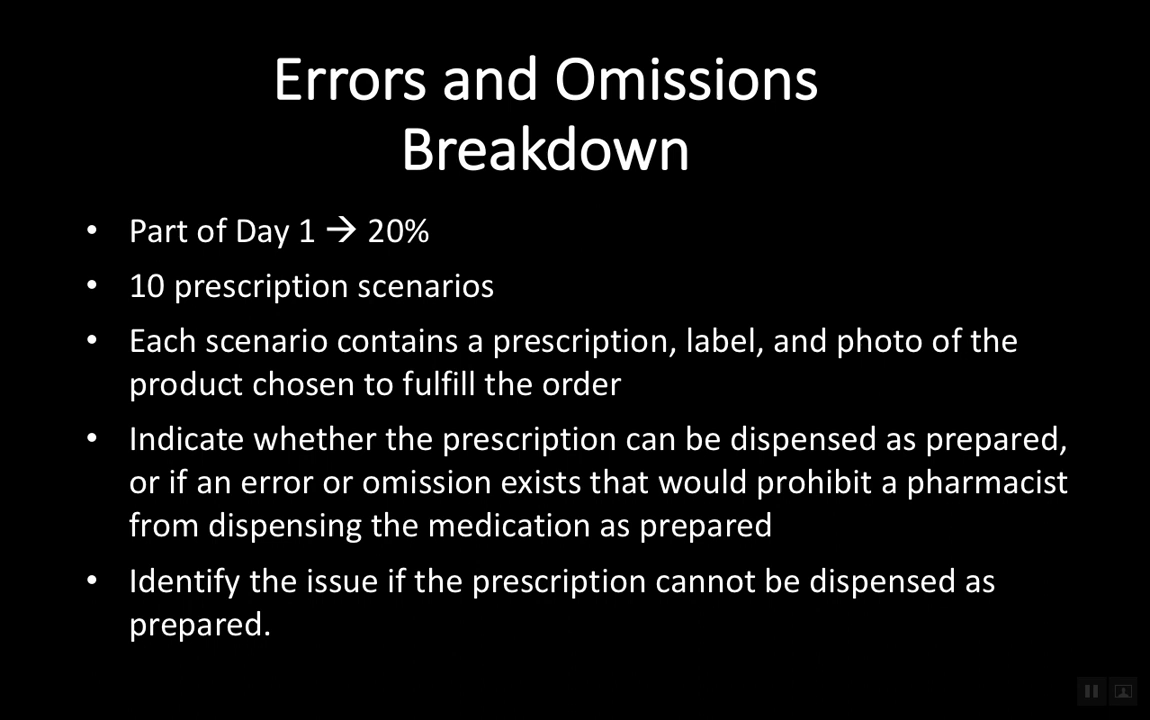 Errors and Omissions
Breakdown
• Part of Day 1 → 20%
• 10 prescription scenarios
• Each scenario contains a prescription, label, and photo of the
product chosen to fulfill the order
• Indicate whether the prescription can be dispensed as prepared,
or if an error or omission exists that would prohibit a pharmacist
from dispensing the medication as prepared
• Identify the issue if the prescription cannot be dispensed as
prepared.